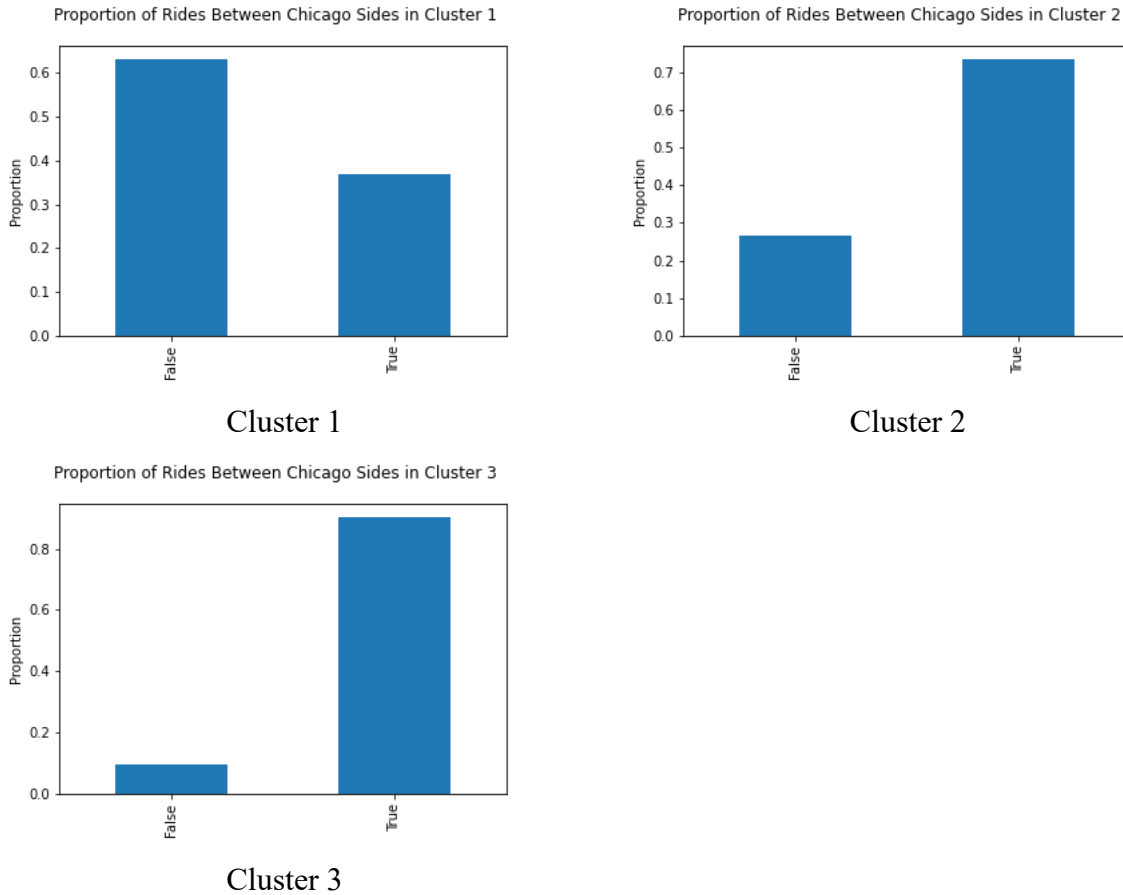 Proportion of Rides Between Chicago Sides in Cluster 1
0.6
0.5
0.4
0.3
0.2
0.1
0.0
Proportion
False
True
Cluster 1
Proportion of Rides Between Chicago Sides in Cluster 2
0.7
0.6
0.5
0.4
0.3
0.2
0.1
0.0
Proportion
False
True
Cluster 2
Proportion of Rides Between Chicago Sides in Cluster 3
0.8
0.6
0.4
0.2
0.0
Proportion
False
True
Cluster 3